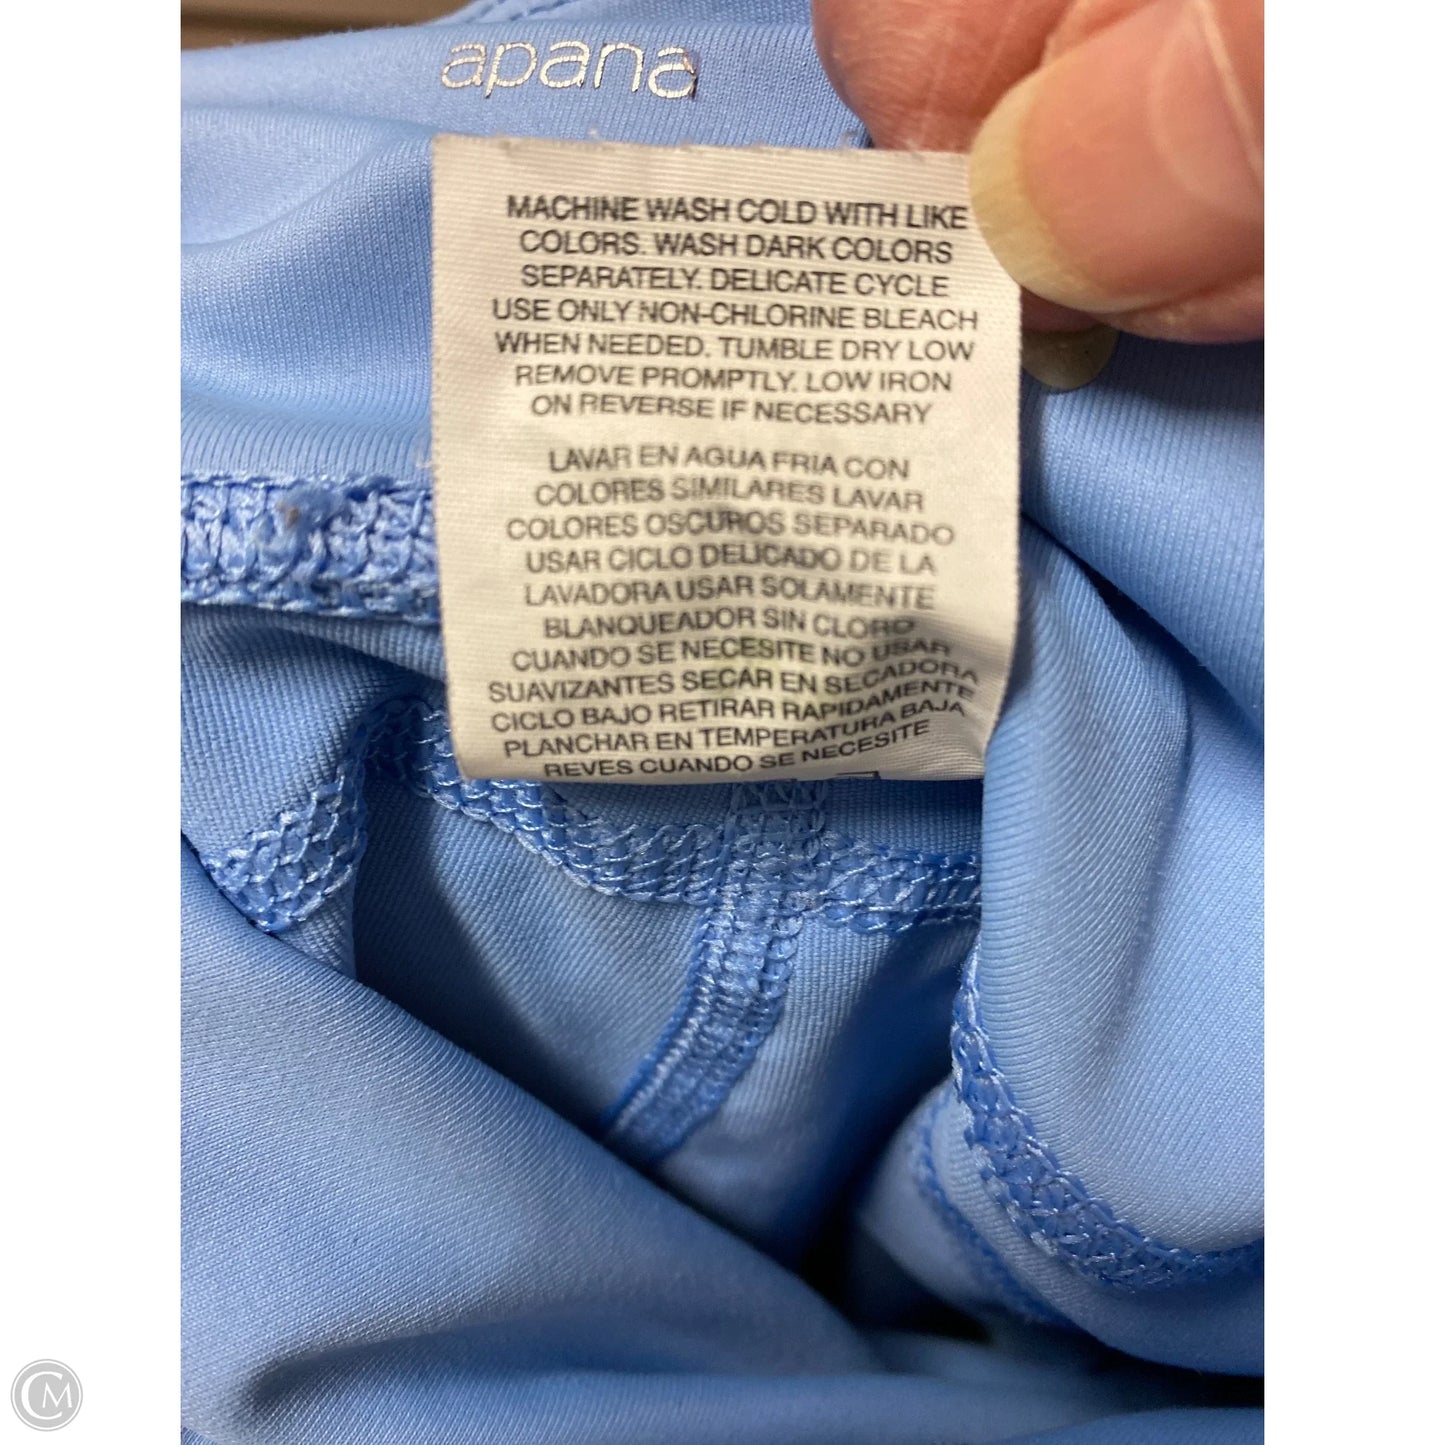 apana
MACHINE WASH COLD WITH LIKE
COLORS. WASH DARK COLORS
SEPARATELY. DELICATE CYCLE
USE ONLY NON-CHLORINE BLEACH
WHEN NEEDED. TUMBLE DRY LOW
REMOVE PROMPTLY. LOW IRON
ON REVERSE IF NECESSARY
LAVAR EN AGUA FRIA CON
COLORES SIMILARES LAVAR
COLORES OSCUROS SEPARADO
USAR CICLO DELICADO DE LA
LAVADORA USAR SOLAMENTE
BLANQUEADOR SIN CLORO
CUANDO SE NECESITE NO USAR
SUAVIZANTES SECAR EN SECADORA
CICLO BAJO RETIRAR RAPIDAMENTE
PLANCHAR EN TEMPERATURA BAJA
REVES CUANDO SE NECESITE
CM